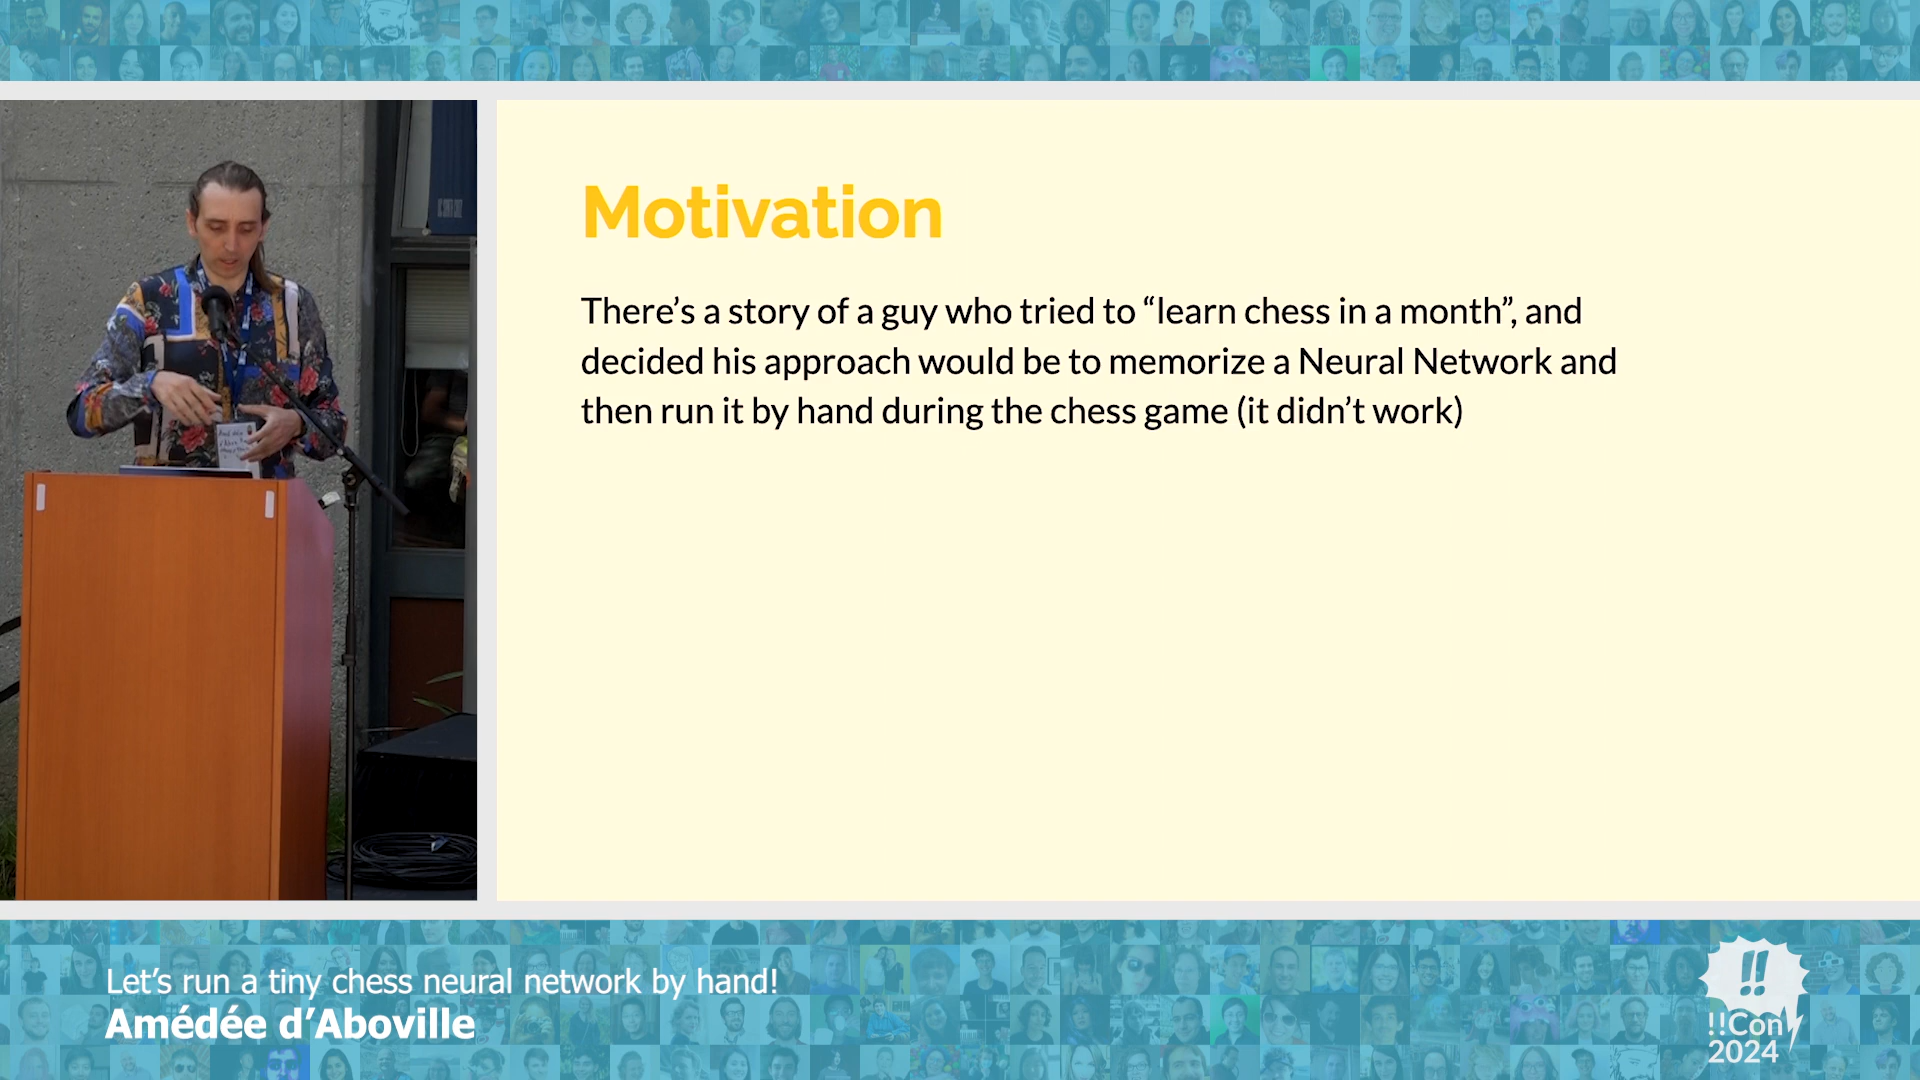 Motivation
There’s a story of a guy who tried to “learn chess in a month”, and
decided his approach would be to memorize a Neural Network and
then run it by hand during the chess game (it didn’t work)
Let’s run a tiny chess neural network by hand!
Amédée d’Aboville
!!
!!Con
2024